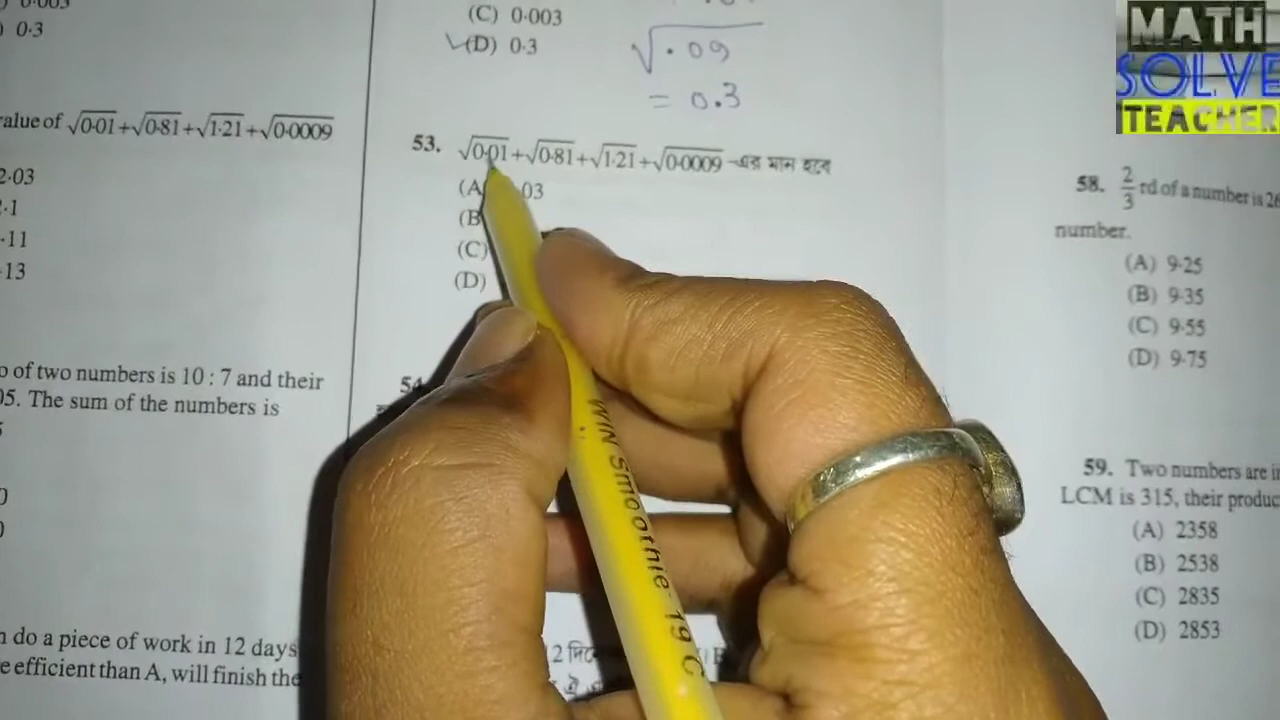 0·3
alue of √0·01+√0·81+√1·21+√0·0009
2·03
·1
·11
·13
o of two numbers is 10 : 7 and their
05. The sum of the numbers is
n do a piece of work in 12 days
e efficient than A, will finish the
(C) 0·003
(D) 0·3
√·09
= 0.3
53. √0·01+√0·81+√1·21+√0·0009 -এর মান হবে
(A) 03
(B
(C)
(D)
54
WIN Smoothie 19 C
MATH
SOLVE
TEACHER
58. 2/3 rd of a number is 26
number.
(A) 9·25
(B) 9·35
(C) 9·55
(D) 9·75
59. Two numbers are i
LCM is 315, their produc
(A) 2358
(B) 2538
(C) 2835
(D) 2853